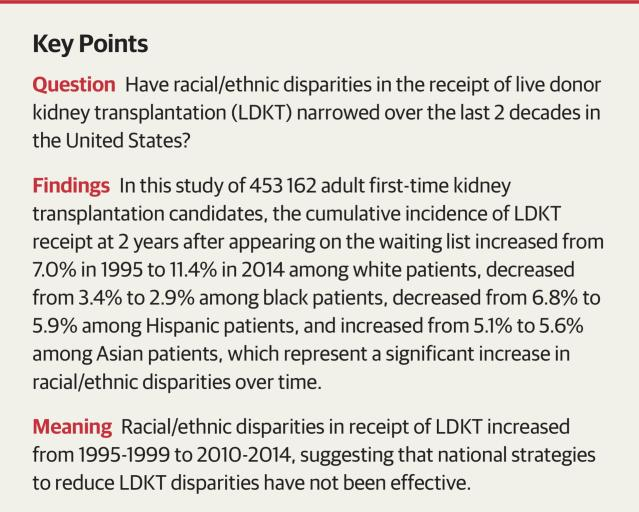 Key Points
Question Have racial/ethnic disparities in the receipt of live donor
kidney transplantation (LDKT) narrowed over the last 2 decades in
the United States?
Findings In this study of 453 162 adult first-time kidney
transplantation candidates, the cumulative incidence of LDKT
receipt at 2 years after appearing on the waiting list increased from
7.0% in 1995 to 11.4% in 2014 among white patients, decreased
from 3.4% to 2.9% among black patients, decreased from 6.8% to
5.9% among Hispanic patients, and increased from 5.1% to 5.6%
among Asian patients, which represent a significant increase in
racial/ethnic disparities over time.
Meaning Racial/ethnic disparities in receipt of LDKT increased
from 1995-1999 to 2010-2014, suggesting that national strategies
to reduce LDKT disparities have not been effective.